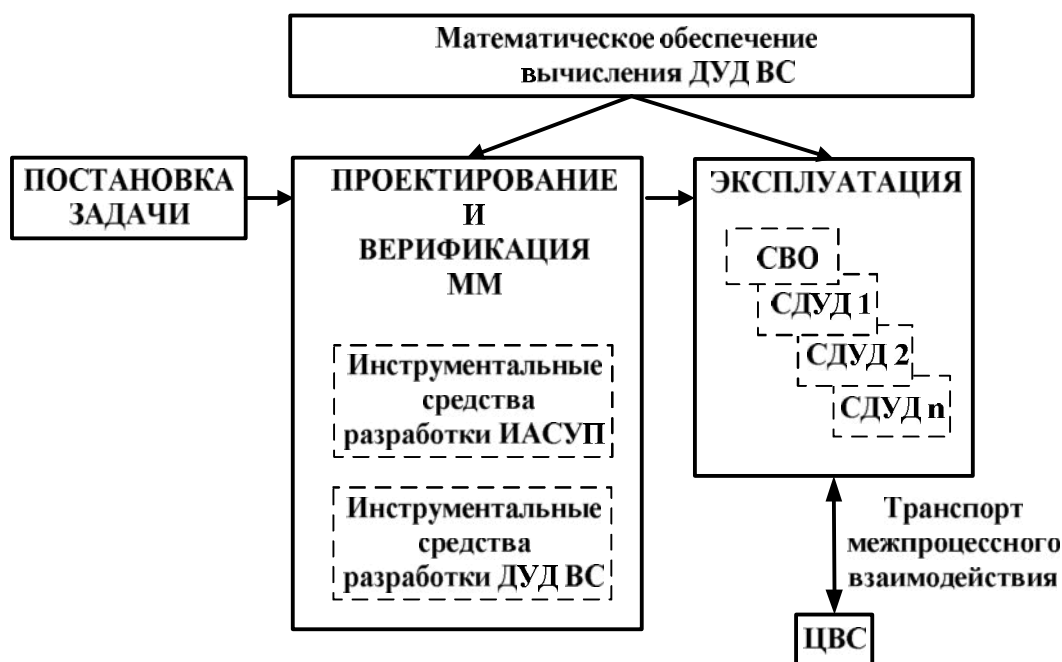 Математическое обеспечение
вычисления ДУД ВС
ПОСТАНОВКА
ЗАДАЧИ
ПРОЕКТИРОВАНИЕ
И
ВЕРИФИКАЦИЯ
ММ
Инструментальные
средства
разработки ИАСУП
Инструментальные
средства
разработки ДУД ВС
ЭКСПЛУАТАЦИЯ
СВО
СДУД 1
СДУД 2
СДУД n
Транспорт
межпроцессного
взаимодействия
ЦВС